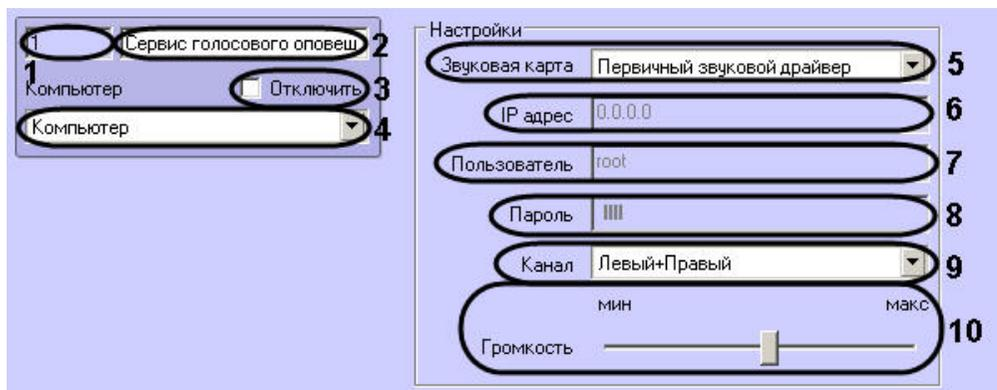 1 Сервис голосового оповещ 2
1
Компьютер Отключить 3
Компьютер 4
Настройки
Звуковая карта Первичный звуковой драйвер 5
IP адрес 0.0.0.0 6
Пользователь root 7
Пароль 8
Канал Левый+Правый 9
мин макс
Громкость 10